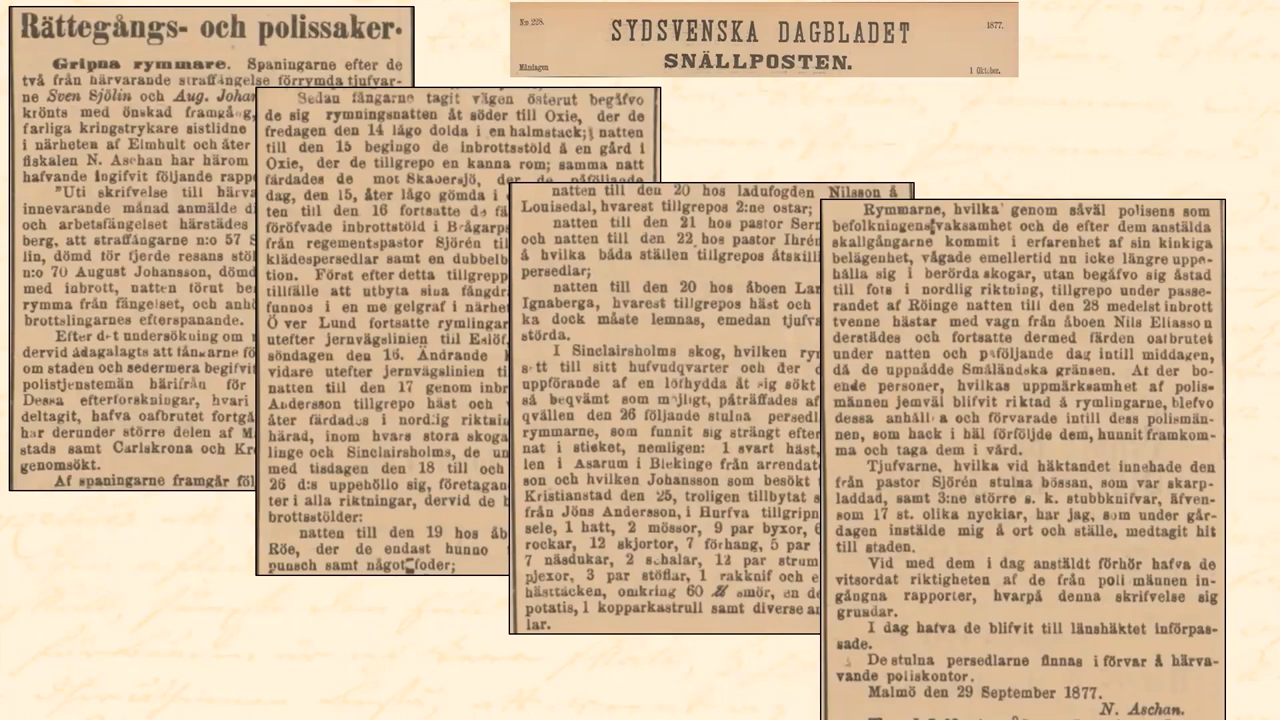 N:o 228.
SYDSVENSKA DAGBLADET
1877.
SNÄLLPOSTEN.
Måndagen
1 Oktober.
Rättegångs- och polissaker.
Gripna rymmare. Spaningarne efter de
två från härvarande straffängelse förrymda tjufvar-
ne Sven Sjölin och Aug. Johan
krönts med önskad framgång,
farliga kringstrykare sistlidne
i närheten af Elmhult och åter
fiskalen N. Aschan har härom
hafvande ingifvit följande rapp
"Uti skrifvelse till härva
innevarande månad anmälde di
och arbetsfängelset härstädes
berg, att straffångarne n:o 57 S
lin, dömd för fjerde resans stöl
n:o 70 August Johansson, dömd
med inbrott, natten förut be
rymma från fängelset, och anhö
brottslingarnes efterspanande.
Efter det undersökning om
dervid ådagalagts att fångarne fö
om staden och sedermera begifvit
polistjenstemän härifrån för
Dessa efterforskningar, hvari
deltagit, hafva oafbrutet fortgå
har derunder större delen af M
stads samt Carlskrona och Kr
genomsökt.
Af spaningarne framgår föl
Sedan fångarne tagit vägen österut begåfvo
de sig rymningsnatten åt söder till Oxie, der de
fredagen den 14 lågo dolda i en halmstack; natten
till den 15 begingo de inbrottsstöld å en gård i
Oxie, der de tillgrepo en kanna rom; samma natt
färdades de mot Skabersjö, der de påföljande
dag, den 15, åter lågo gömda i
ten till den 16 fortsatte de fä
föröfvade inbrottstöld i Brågarp
från regementspastor Sjörén til
klädespersedlar samt en dubbelb
tion. Först efter detta tillgrepp
tillfälle att utbyta sina fångdr
funnos i en mergelgraf i närhe
Öfver Lund fortsatte rymlingar
utefter jernvägslinien till Eslöf,
söndagen den 16. Ändrande
vidare utefter jernvägslinien ti
natten till den 17 genom inbr
Andersson tillgrepo häst och
åter färdades i nordlig riktnin
härad, inom hvars stora skoga
linge och Sinclairsholms, de un
med tisdagen den 18 till och
26 d:s uppehöllo sig, företagan
ter i alla riktningar, dervid de b
brottsstölder:
natten till den 19 hos åb
Röe, der de endast hunno
punsch samt något foder;
natten till den 20 hos ladufogden Nilsson å
Louisedal, hvarest tillgrepos 2:ne ostar;
natten till den 21 hos pastor Sern
och natten till den 22 hos pastor Ihrén
å hvilka båda ställen tillgrepos åtskill
persedlar;
natten till den 20 hos åboen Lar
Ignaberga, hvarest tillgrepos häst och
ka dock måste lemnas, emedan tjufva
störda.
I Sinclairsholms skog, hvilken ryr
satt till sitt hufvudqvarter och der
uppförande af en löfhydda åt sig sökt
så beqvämt som möjligt, påträffades af
qvällen den 26 följande stulna persedl
rymmarne, som funnit sig strängt efter
nat i sticket, nemligen: 1 svart häst,
len i Asarum i Blekinge från arrendat
son och hvilken Johansson som besökt
Kristianstad den 25, troligen tillbytat s
från Jöns Andersson, i Hurfva tillgripn
sele, 1 hatt, 2 mössor, 9 par byxor, 6
rockar, 12 skjortor, 7 förhang, 5 par
7 näsdukar, 2 schalar, 12 par strum
pjexor, 3 par stöflar, 1 rakknif och e
hästtäcken, omkring 60 ℔ smör, en de
potatis, 1 kopparkastrull samt diverse ar
lar.
Rymmarne, hvilka genom såväl polisens som
befolkningens vaksamhet och de efter dem anstälda
skallgångarne kommit i erfarenhet af sin kinkiga
belägenhet, vågade emellertid nu icke längre uppe-
hålla sig i berörda skogar, utan begåfvo sig åstad
till fots i nordlig riktning, tillgrepo under passe-
randet af Röinge natten till den 28 medelst inbrott
tvenne hästar med vagn från åboen Nils Eliasson
derstädes och fortsatte dermed färden oafbrutet
under natten och påföljande dag intill middagen,
då de uppnådde Småländska gränsen. At der bo-
ende personer, hvilkas uppmärksamhet af polis-
männen jemväl blifvit riktad å rymlingarne, blefvo
dessa anhållna och förvarade intill dess polismän-
nen, som hack i häl förföljde dem, hunnit framkom-
ma och taga dem i vård.
Tjufvarne, hvilka vid häktandet innehade den
från pastor Sjörén stulna bössan, som var skarp-
laddad, samt 3:ne större s. k. stubbknifvar, äfven-
som 17 st. olika nycklar, har jag, som under går-
dagen instälde mig å ort och ställe, medtagit hit
till staden.
Vid med dem i dag anstäldt förhör hafva de
vitsordat riktigheten af de från polismännen in-
gångna rapporter, hvarpå denna skrifvelse sig
grundar.
I dag hafva de blifvit till länshäktet införpas-
sade.
De stulna persedlarne finnas i förvar å härva-
vande poliskontor.
Malmö den 29 September 1877.
N. Aschan.